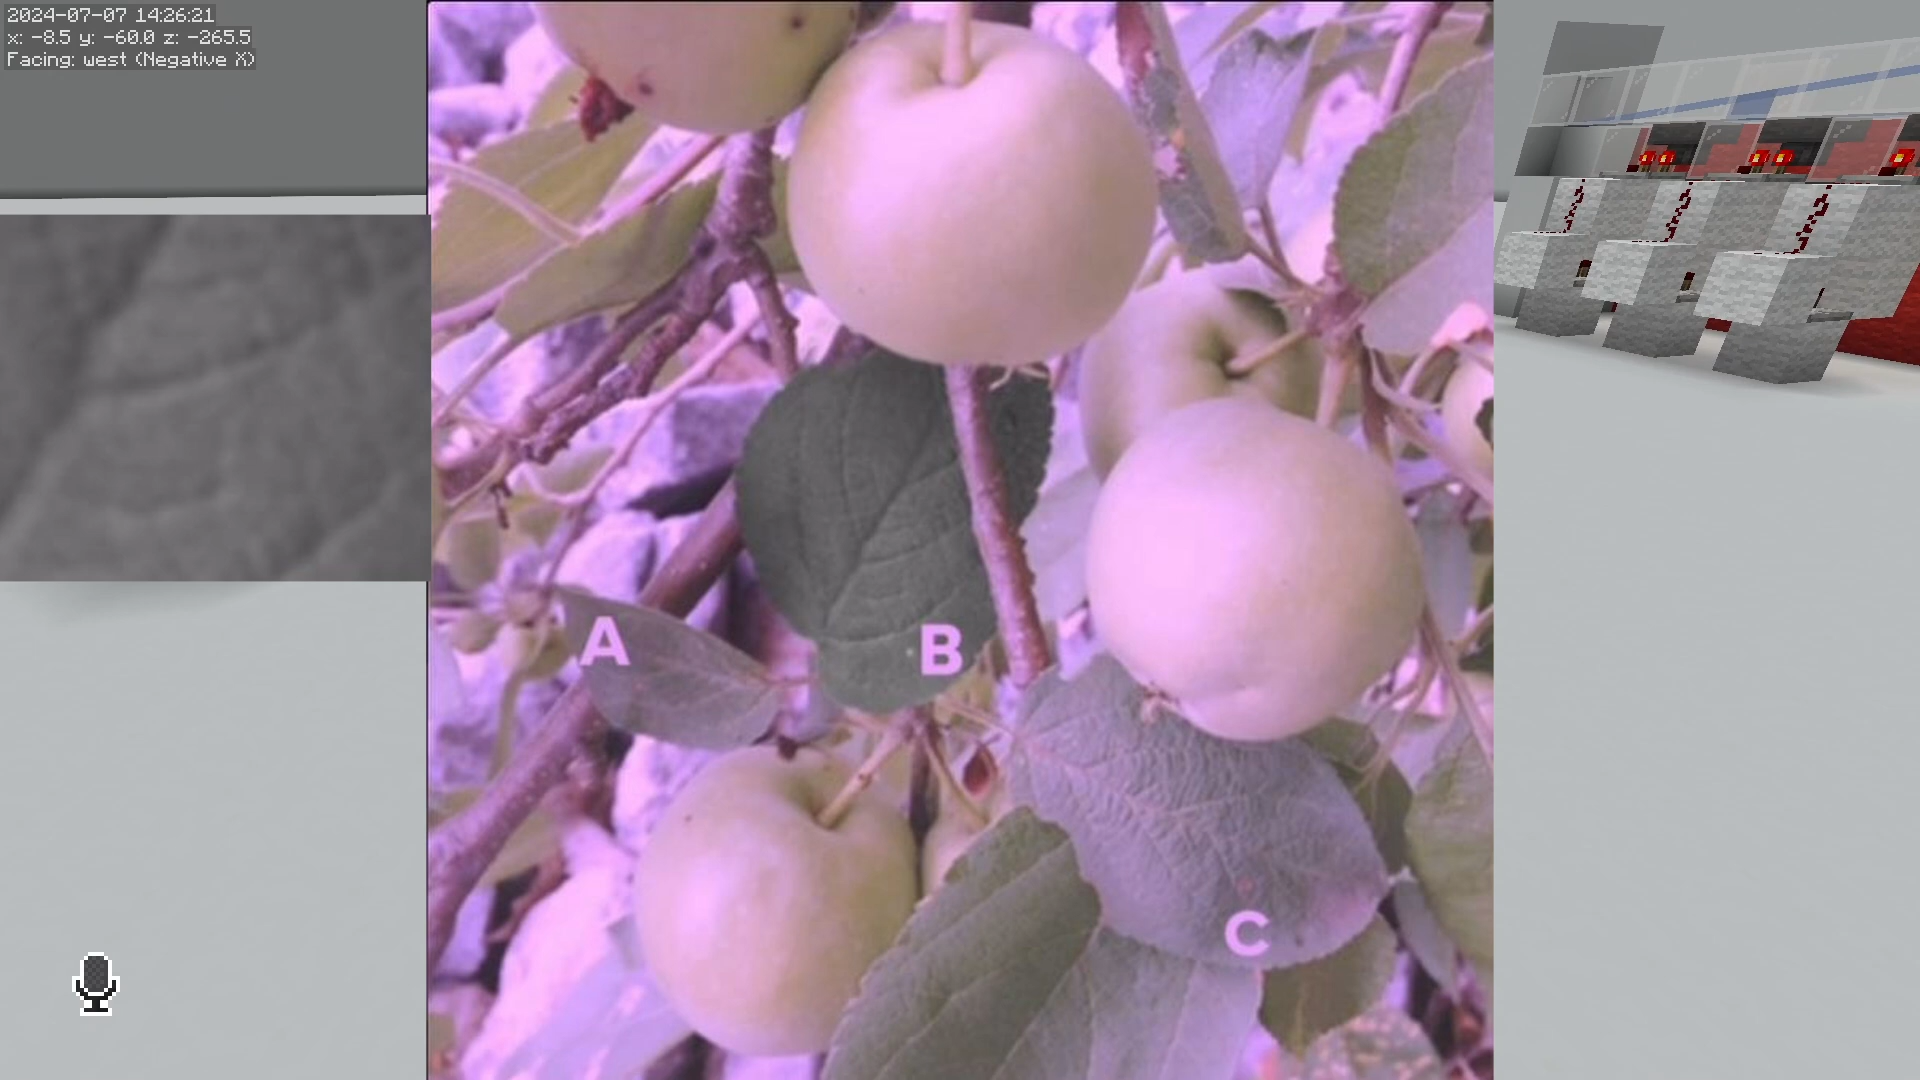 2024-07-07 14:26:21
x: -8.5 y: -60.0 z: -265.5
Facing: west (Negative X)
A
B
C